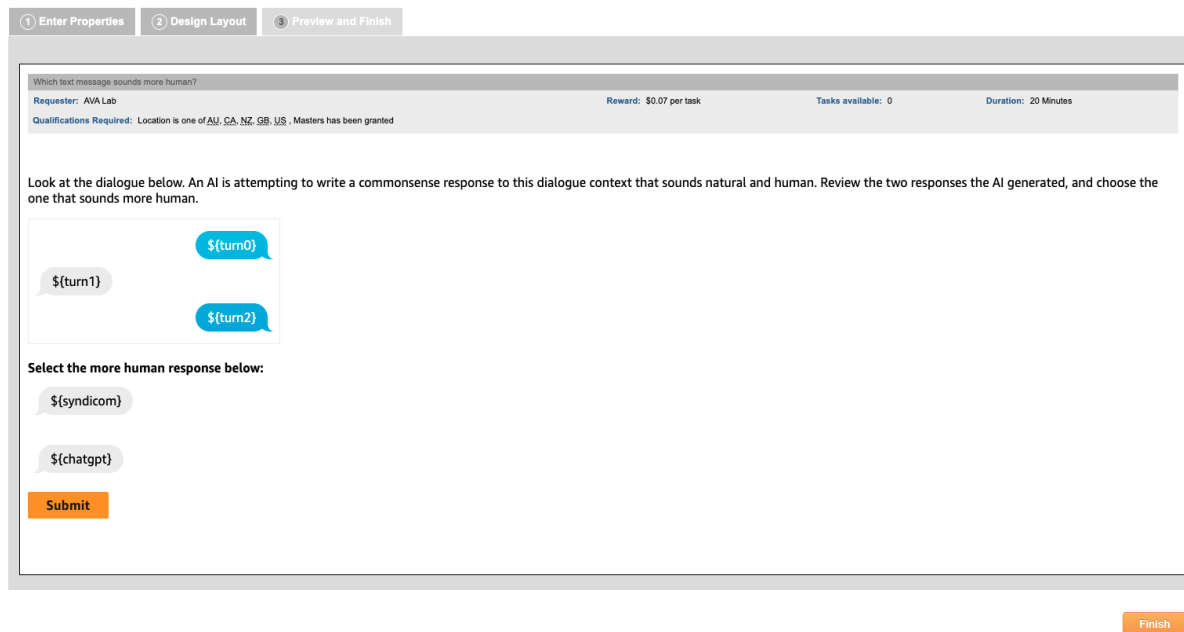 1 Enter Properties 2 Design Layout 3 Preview and Finish
Which text message sounds more human?
Requester: AVA Lab Reward: $0.07 per task Tasks available: 0 Duration: 20 Minutes
Qualifications Required: Location is one of AU, CA, NZ, GB, US , Masters has been granted
Look at the dialogue below. An AI is attempting to write a commonsense response to this dialogue context that sounds natural and human. Review the two responses the AI generated, and choose the
one that sounds more human.
${turn0}
${turn1}
${turn2}
Select the more human response below:
${syndicom}
${chatgpt}
Submit
Finish